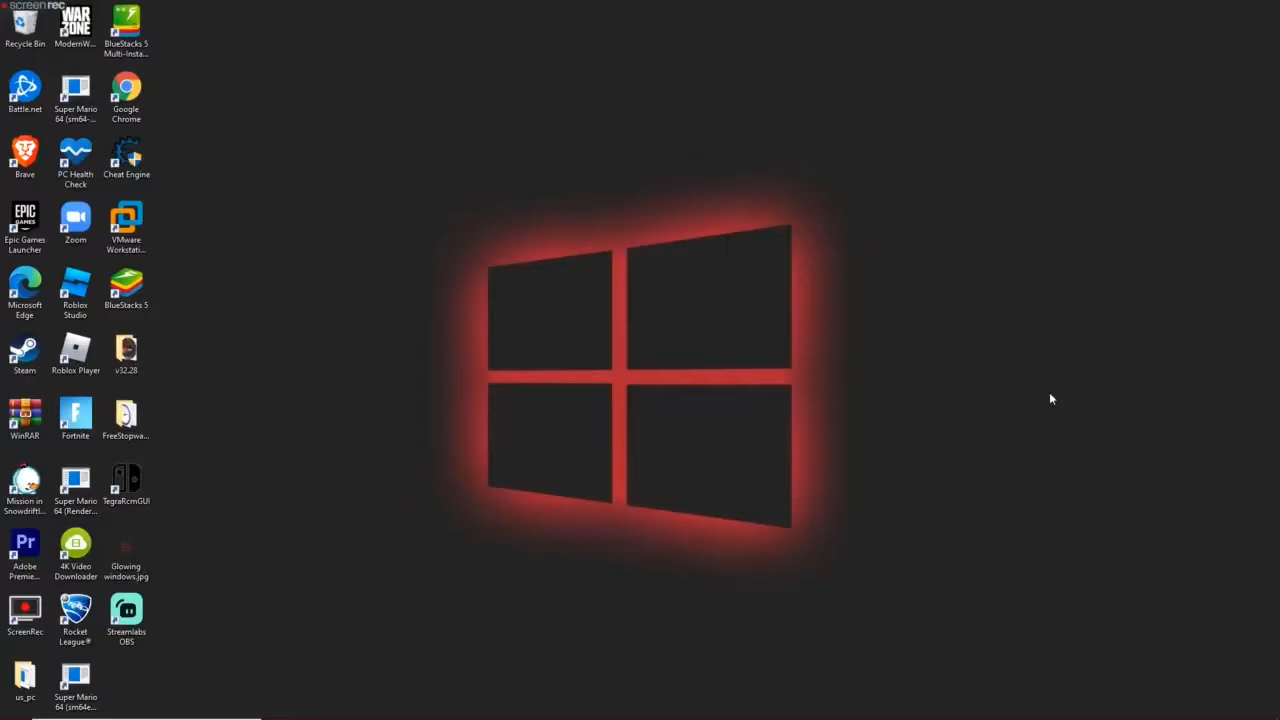 screenrec
Recycle Bin
WAR
ZONE
ModernW...
BlueStacks 5
Multi-Insta...
Battle.net
Super Mario
64 (sm64-...
Google
Chrome
Brave
PC Health
Check
Cheat Engine
EPIC
GAMES
Epic Games
Launcher
Zoom
VMware
Workstati...
Microsoft
Edge
Roblox
Studio
BlueStacks 5
Steam
Roblox Player
v32.28
WinRAR
F
Fortnite
FreeStopwa...
Mission in
Snowdriftl...
Super Mario
64 (Render...
TegraRcmGUI
Pr
Adobe
Premie...
4K Video
Downloader
Glowing
windows.jpg
ScreenRec
Rocket
League®
Streamlabs
OBS
us_pc
Super Mario
64 (sm64e...